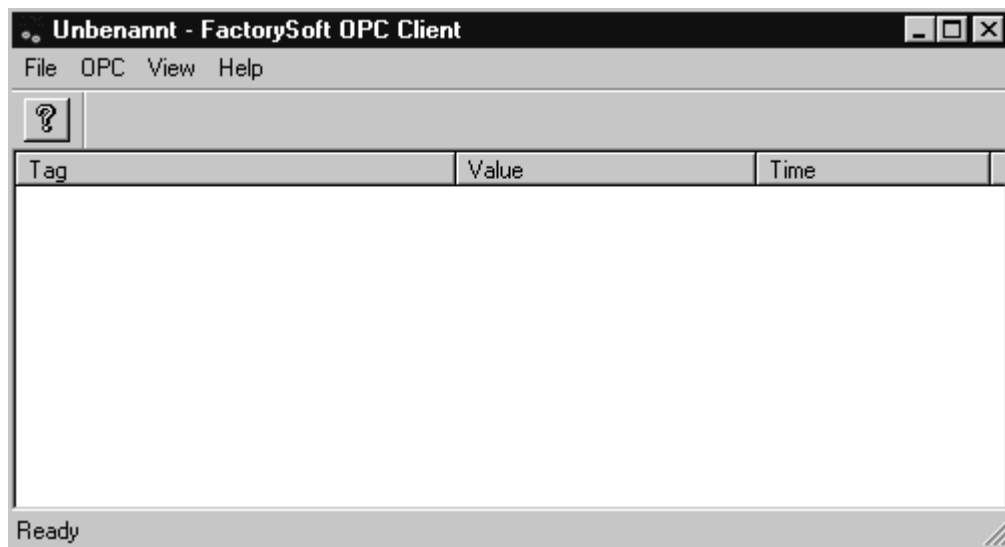 Unbenannt - FactorySoft OPC Client
File OPC View Help
Tag Value Time
Ready